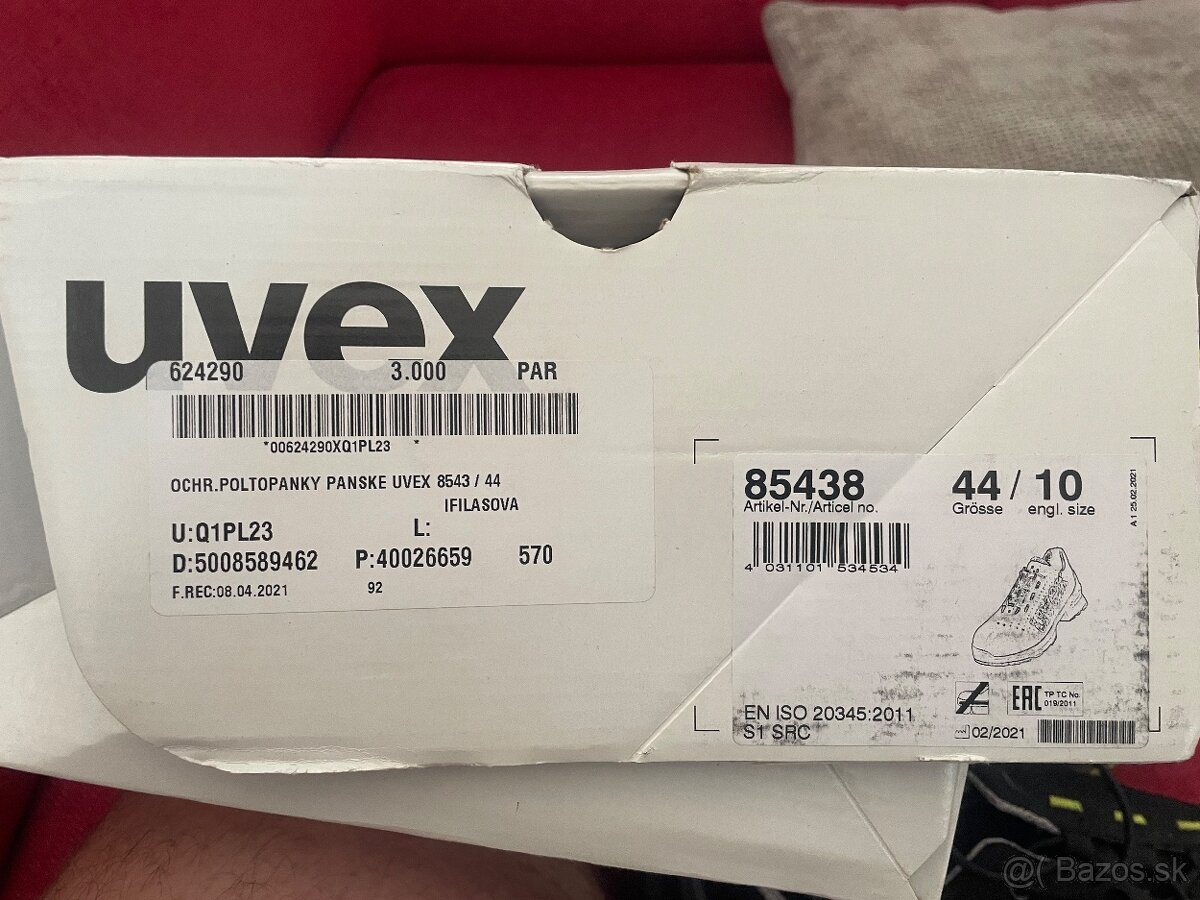 uvex
624290 3.000 PAR
*00624290XQ1PL23 *
OCHR.POLTOPANKY PANSKE UVEX 8543 / 44
IFILASOVA
U:Q1PL23 L:
D:5008589462 P:40026659 570
F.REC:08.04.2021 92
85438 44 / 10
Artikel-Nr./Articel no. Grösse engl. size
A 1 25.02.2021
4 031101 534534
EAC TP TC No.
019/2011
EN ISO 20345:2011
S1 SRC
02/2021
@( Bazos.sk